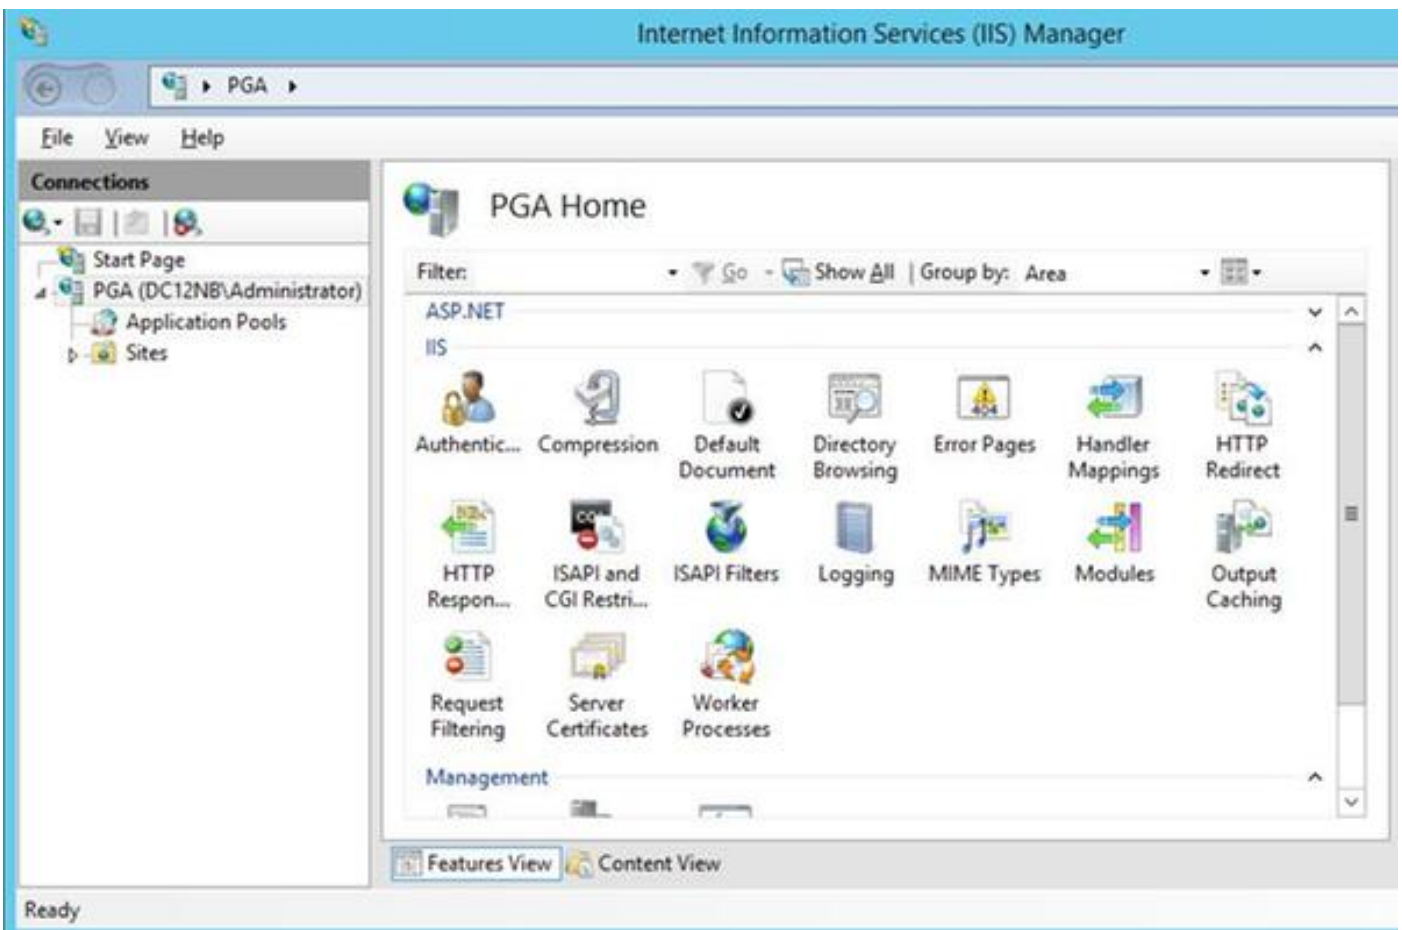 Internet Information Services (IIS) Manager
PGA
File View Help
Connections
Start Page
PGA (DC12NB\Administrator)
Application Pools
Sites
PGA Home
Filter: Go Show All Group by: Area
ASP.NET
IIS
Authentic... Compression Default Document Directory Browsing Error Pages Handler Mappings HTTP Redirect
HTTP Respon... ISAPI and CGI Restri... ISAPI Filters Logging MIME Types Modules Output Caching
Request Filtering Server Certificates Worker Processes
Management
Features View Content View
Ready